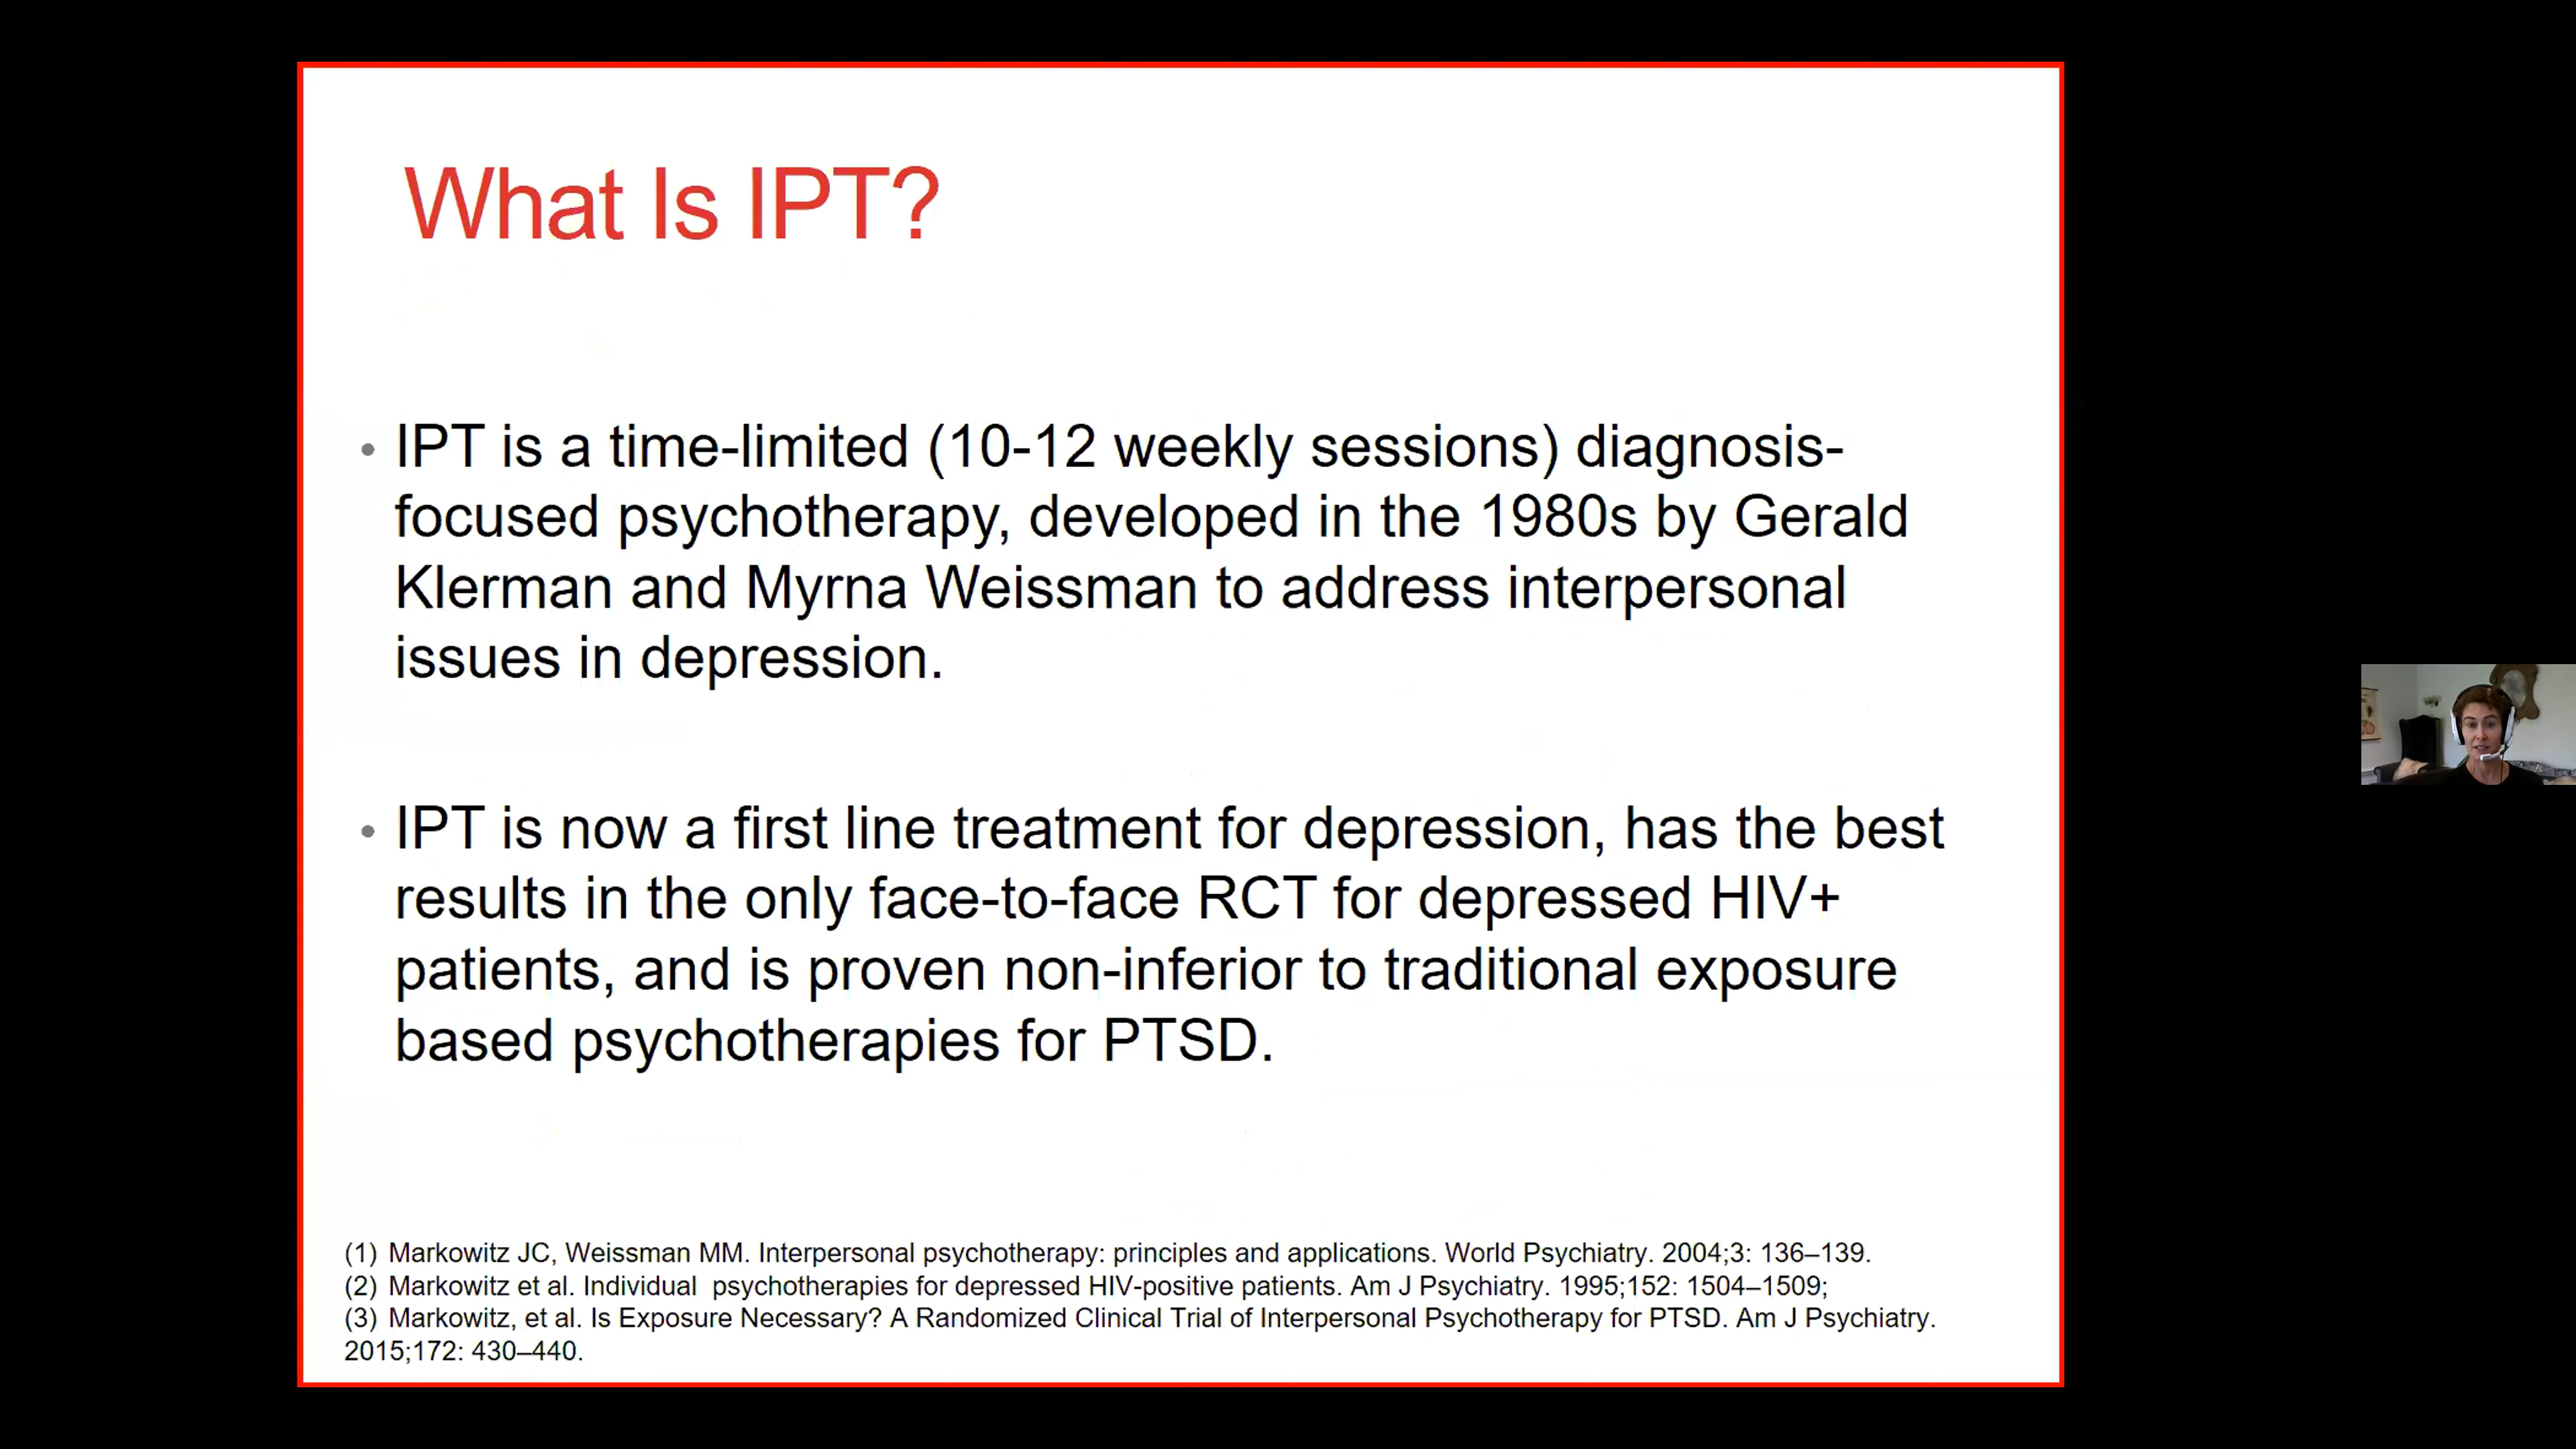 What Is IPT?
• IPT is a time-limited (10-12 weekly sessions) diagnosis-
focused psychotherapy, developed in the 1980s by Gerald
Klerman and Myrna Weissman to address interpersonal
issues in depression.
• IPT is now a first line treatment for depression, has the best
results in the only face-to-face RCT for depressed HIV+
patients, and is proven non-inferior to traditional exposure
based psychotherapies for PTSD.
(1) Markowitz JC, Weissman MM. Interpersonal psychotherapy: principles and applications. World Psychiatry. 2004;3: 136–139.
(2) Markowitz et al. Individual  psychotherapies for depressed HIV-positive patients. Am J Psychiatry. 1995;152: 1504–1509;
(3) Markowitz, et al. Is Exposure Necessary? A Randomized Clinical Trial of Interpersonal Psychotherapy for PTSD. Am J Psychiatry.
2015;172: 430–440.